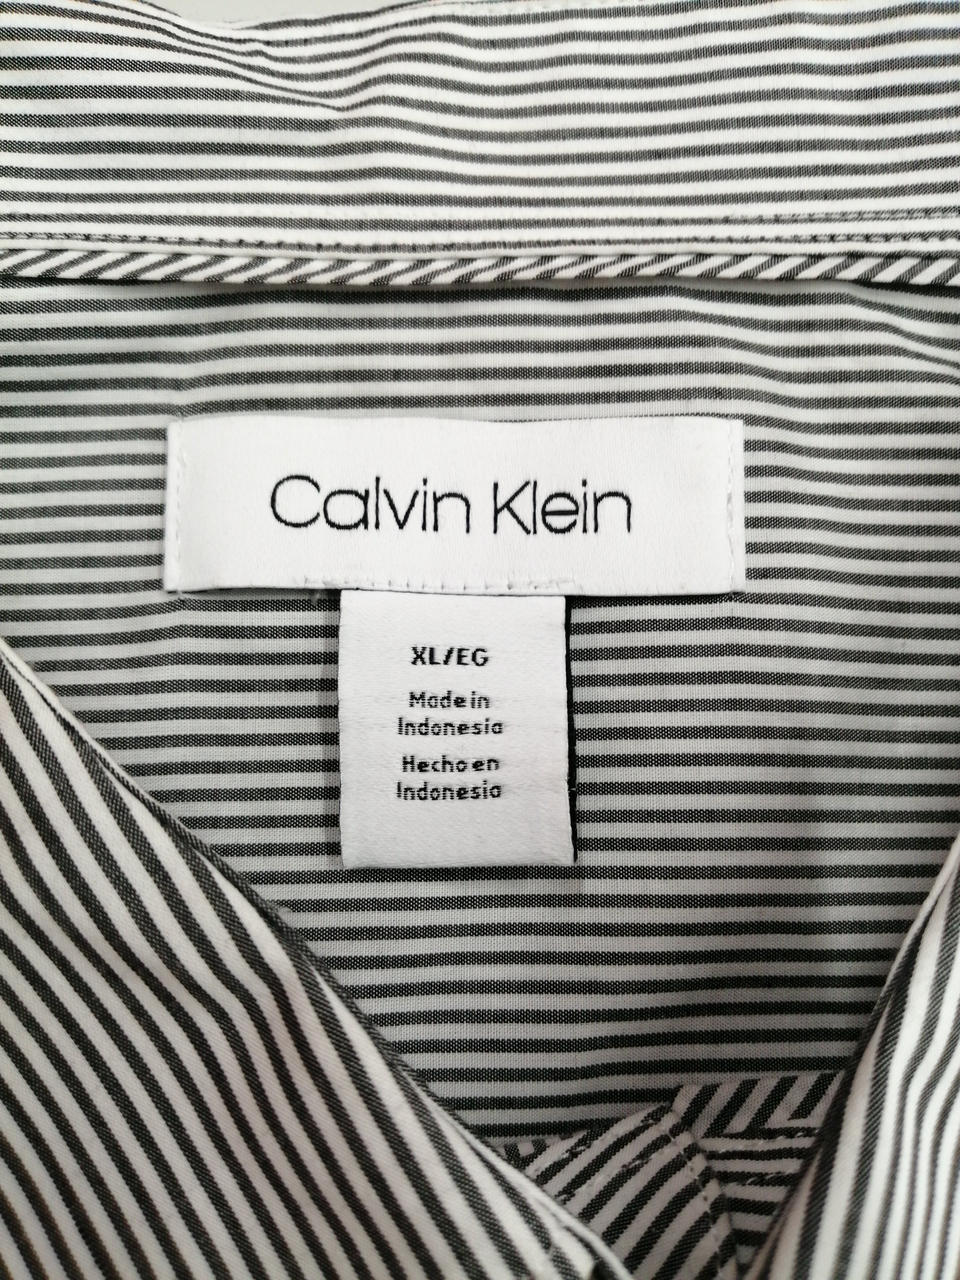 Calvin Klein
XL/EG
Made in
Indonesia
Hecho en
Indonesia